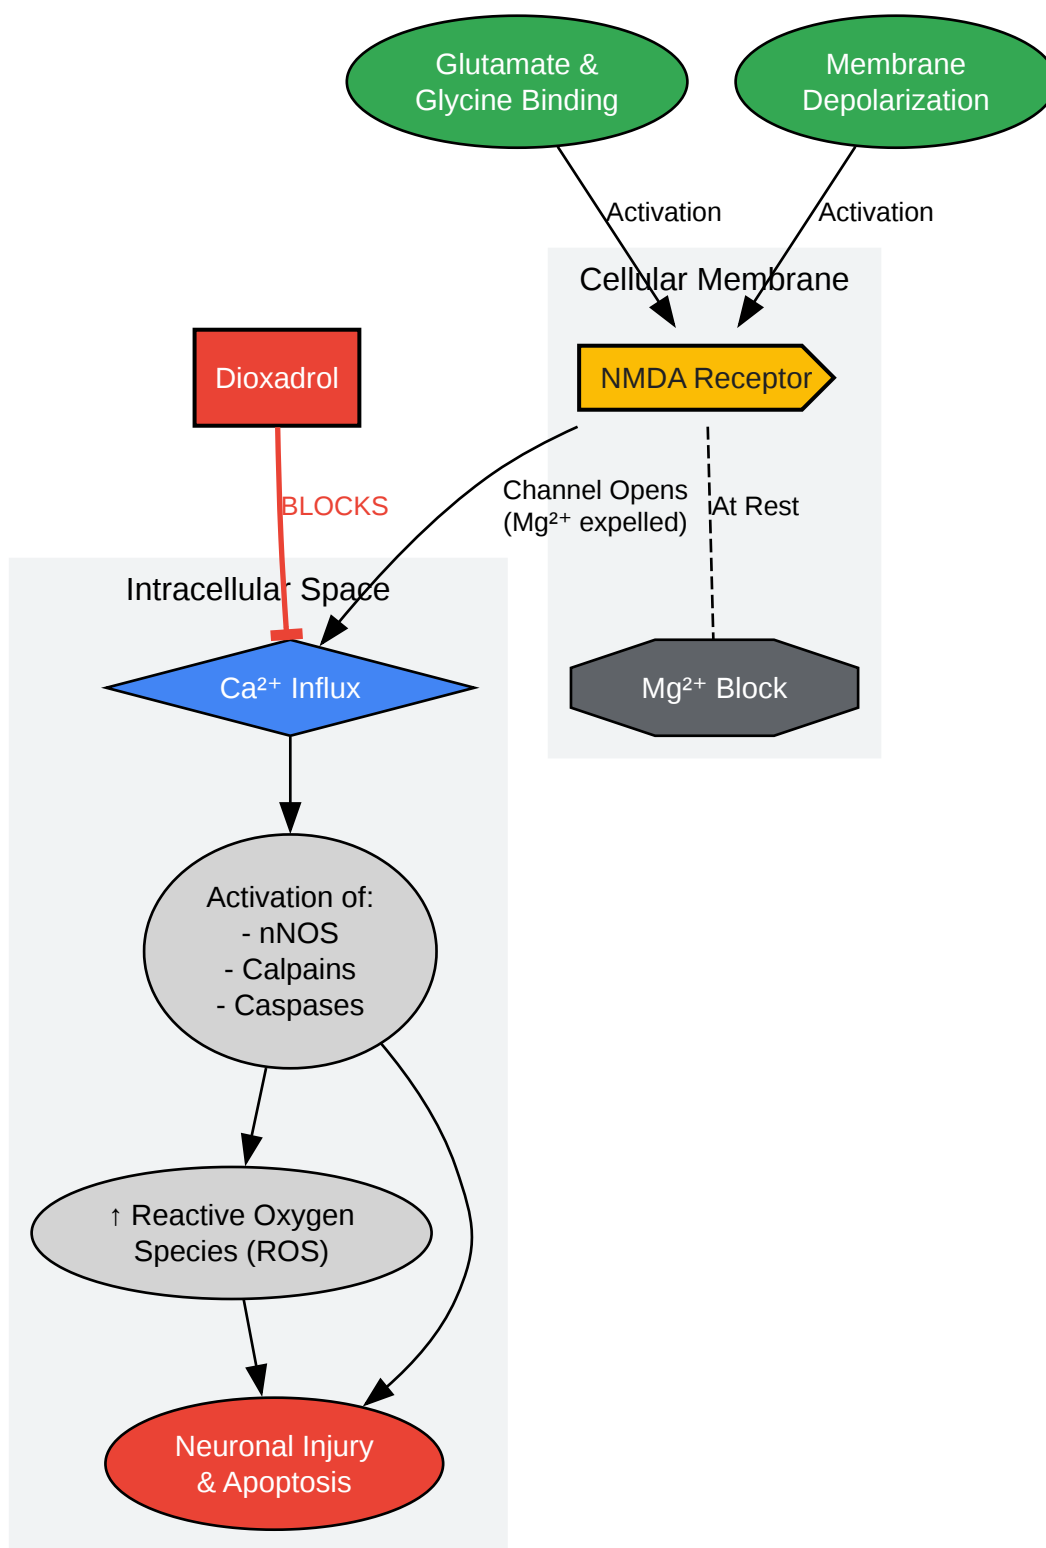 Glutamate &
Glycine Binding
Membrane
Depolarization
Activation
Activation
Cellular Membrane
Dioxadrol
NMDA Receptor
BLOCKS
Channel Opens
(Mg²⁺ expelled)
At Rest
Intracellular Space
Ca²⁺ Influx
Mg²⁺ Block
Activation of:
- nNOS
- Calpains
- Caspases
↑ Reactive Oxygen
Species (ROS)
Neuronal Injury
& Apoptosis